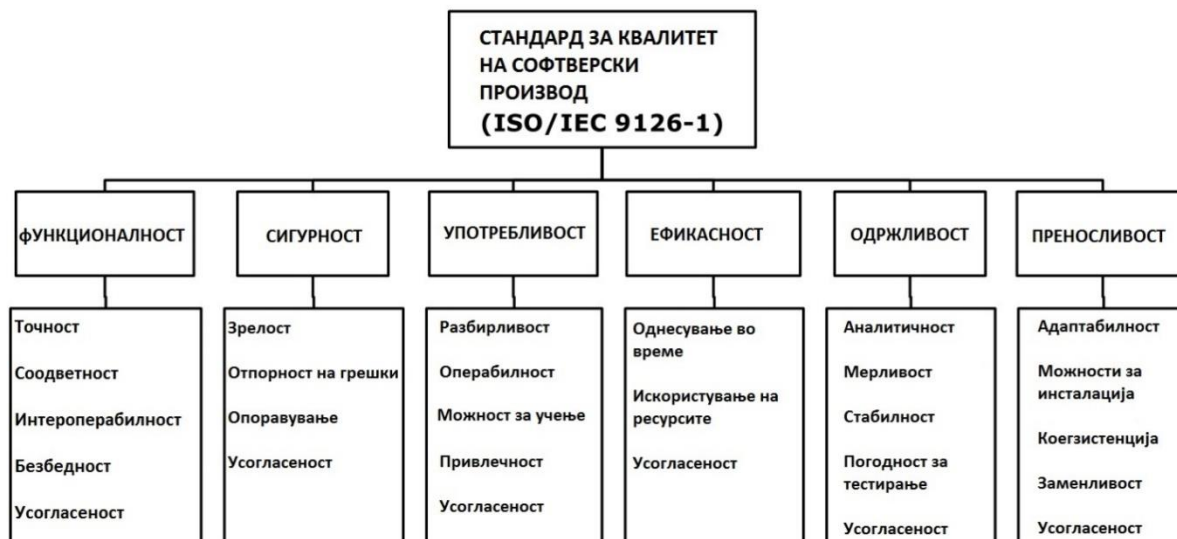 СТАНДАРД ЗА КВАЛИТЕТ
НА СОФТВЕРСКИ
ПРОИЗВОД
(ISO/IEC 9126-1)
фУНКЦИОНАЛНОСТ
СИГУРНОСТ
УПОТРЕБЛИВОСТ
ЕФИКАСНОСТ
ОДРЖЛИВОСТ
ПРЕНОСЛИВОСТ
Точност
Соодветност
Интероперабилност
Безбедност
Усогласеност
Зрелост
Отпорност на грешки
Опоравување
Усогласеност
Разбирливост
Операбилност
Можност за учење
Привлечност
Усогласеност
Однесување во
време
Искористување на
ресурсите
Усогласеност
Аналитичност
Мерливост
Стабилност
Погодност за
тестирање
Усогласеност
Адаптабилност
Можности за
инсталација
Коегзистенција
Заменливост
Усогласеност